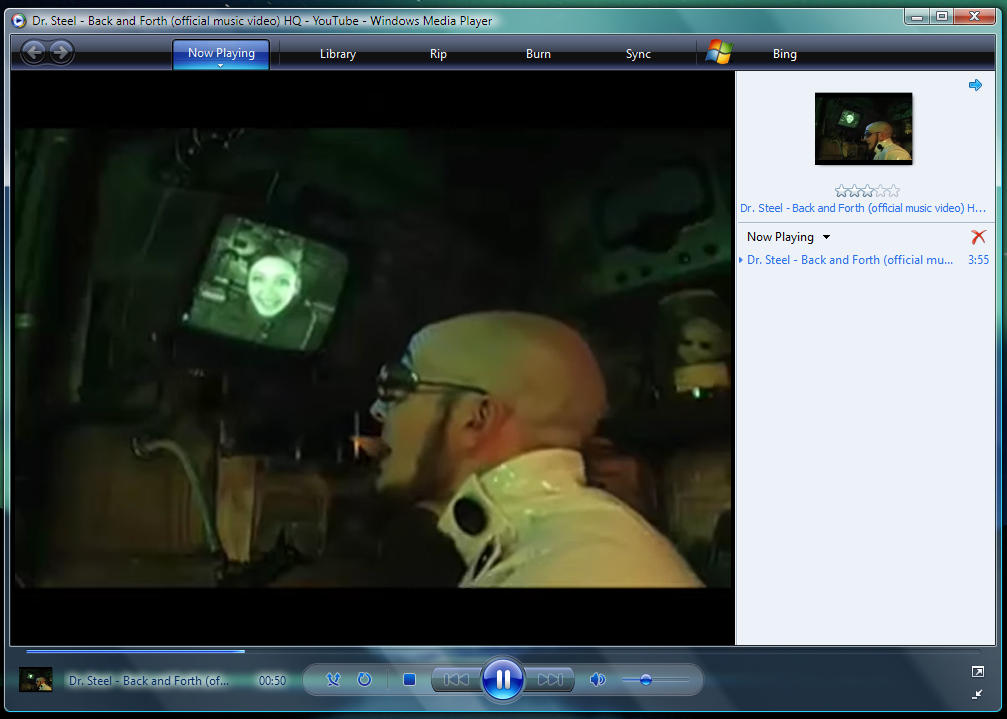 Dr. Steel - Back and Forth (official music video) HQ - YouTube - Windows Media Player
Now Playing
Library
Rip
Burn
Sync
Bing
Dr. Steel - Back and Forth (official music video) H...
Now Playing
Dr. Steel - Back and Forth (official mu... 3:55
Dr. Steel - Back and Forth (of... 00:50